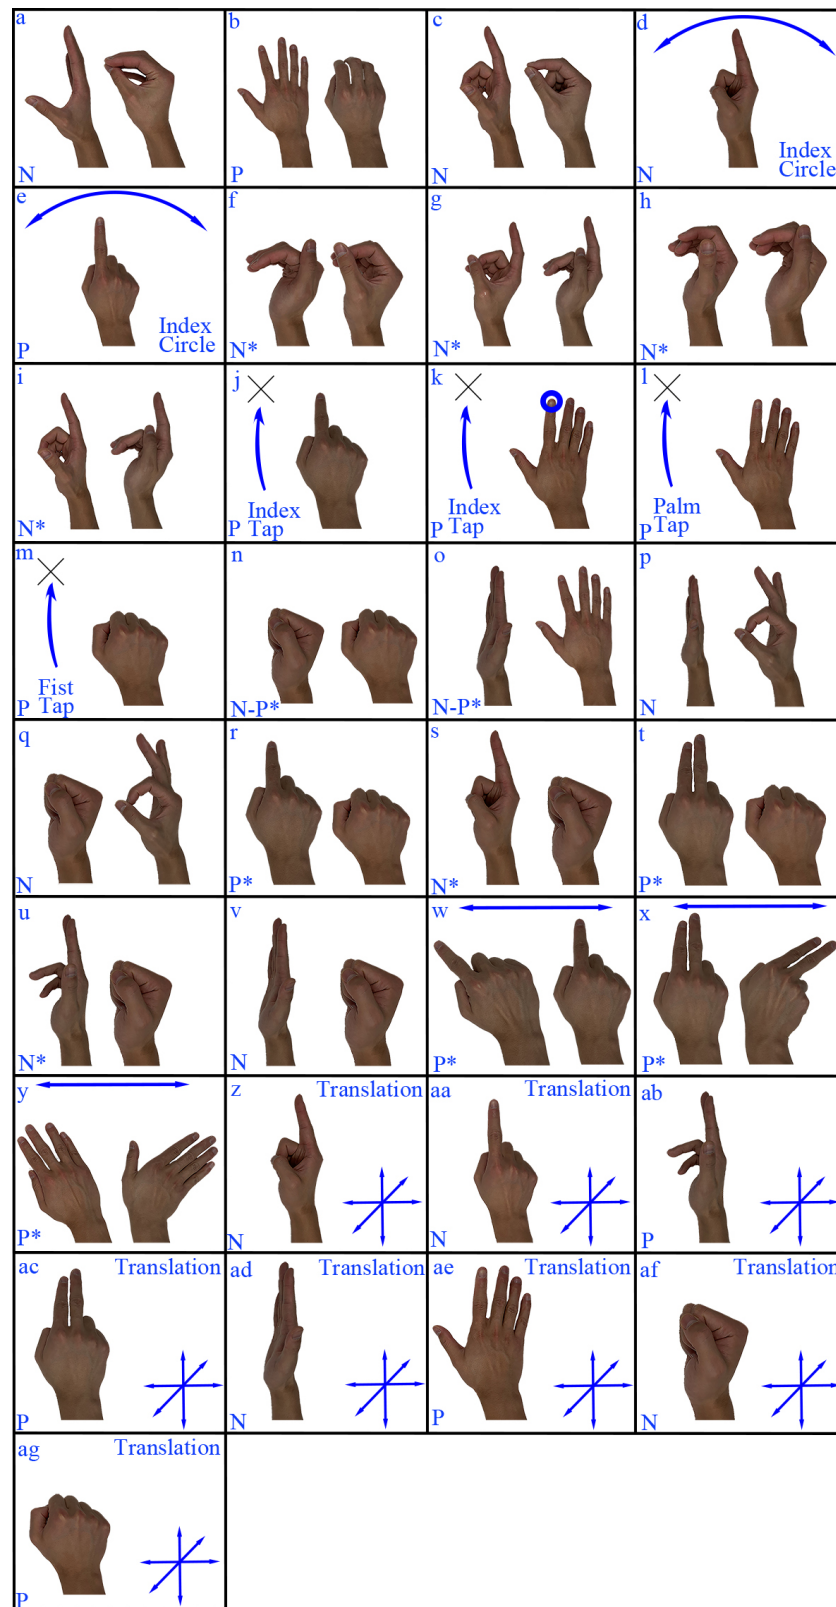 a
N
b
P
c
N
d
Index
Circle
N
e
Index
Circle
P
f
N*
g
N*
h
N*
i
N*
j
Index
P Tap
k
Index
P Tap
l
Palm
P Tap
m
Fist
P Tap
n
N-P*
o
N-P*
p
N
q
N
r
P*
s
N*
t
P*
u
N*
v
N
w
P*
x
P*
y
P*
z Translation
N
aa Translation
N
ab
P
ac Translation
P
ad Translation
N
ae Translation
P
af Translation
N
ag Translation
P